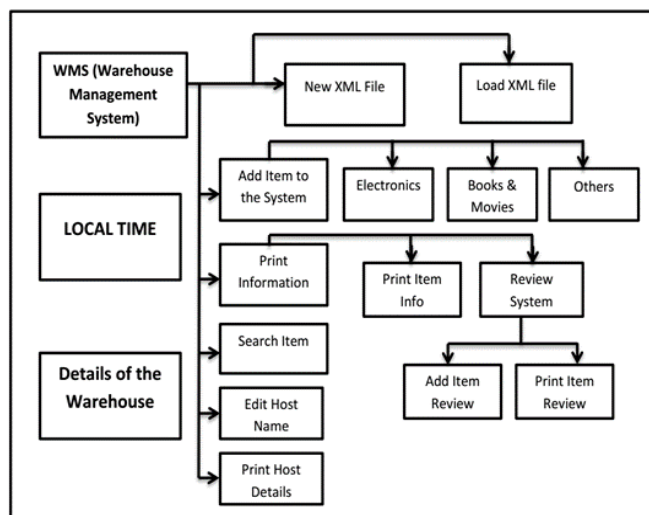 WMS (Warehouse
Management
System)
New XML File
Load XML file
Add Item to
the System
Electronics
Books &
Movies
Others
LOCAL TIME
Print
Information
Print Item
Info
Review
System
Search Item
Details of the
Warehouse
Add Item
Review
Print Item
Review
Edit Host
Name
Print Host
Details